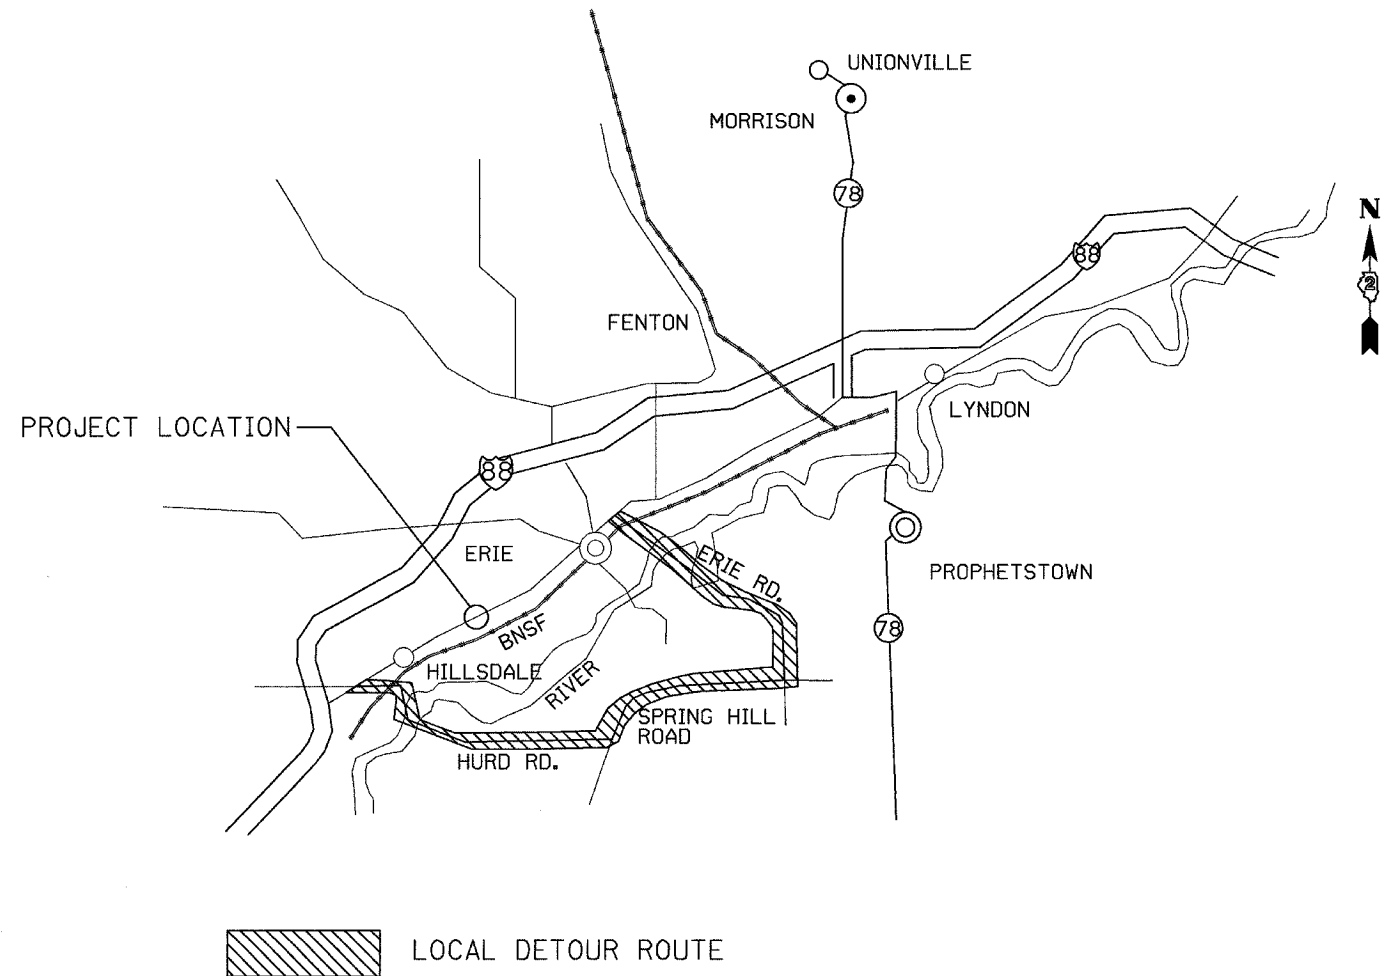 UNIONVILLE
MORRISON
78
N
88
2
FENTON
LYNDON
PROJECT LOCATION
88
ERIE
ERIE RD.
PROPHETSTOWN
78
BNSF
HILLSDALE
RIVER
SPRING HILL
ROAD
HURD RD.
LOCAL DETOUR ROUTE